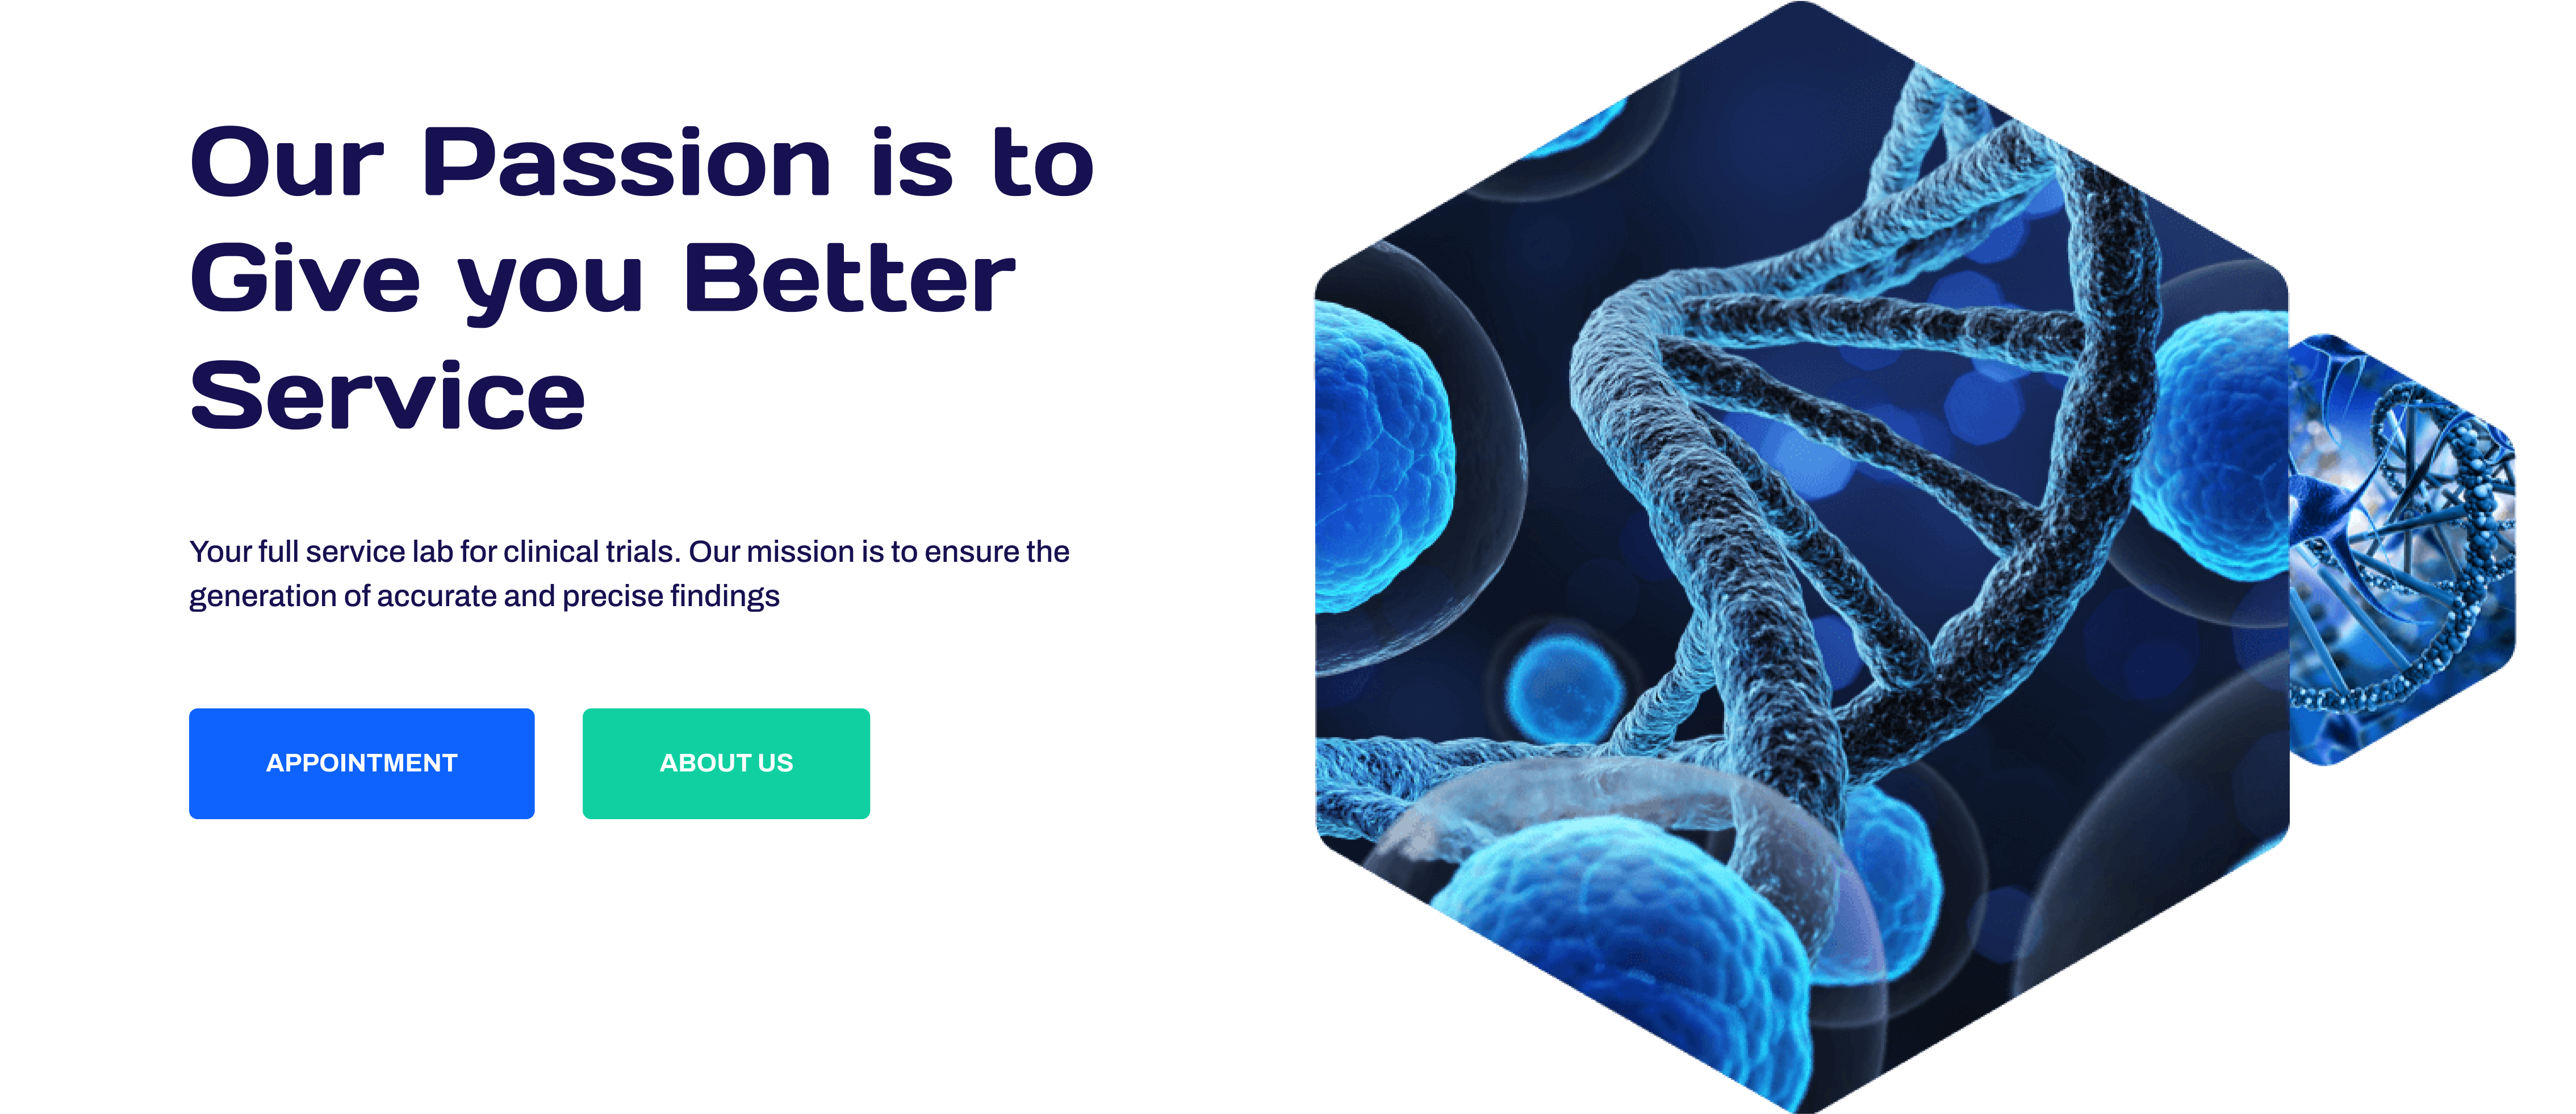 Our Passion is to
Give you Better
Service
Your full service lab for clinical trials. Our mission is to ensure the
generation of accurate and precise findings
APPOINTMENT
ABOUT US